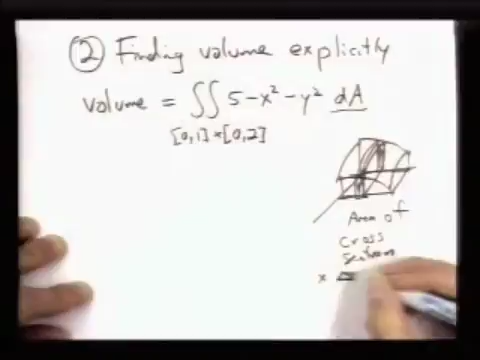 ② Finding volume explicitly
volume = ∬ 5 - x² - y² dA
[0,1] × [0,2]
Area of
Cross
Section
×